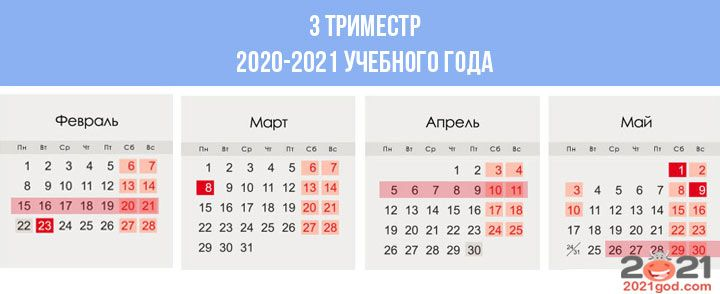 3 ТРИМЕСТР
2020-2021 УЧЕБНОГО ГОДА
Февраль
Пн Вт Ср Чт Пт Сб Вс
1 2 3 4 5 6 7
8 9 10 11 12 13 14
15 16 17 18 19 20 21
22 23 24 25 26 27 28
Март
Пн Вт Ср Чт Пт Сб Вс
1 2 3 4 5 6 7
8 9 10 11 12 13 14
15 16 17 18 19 20 21
22 23 24 25 26 27 28
29 30 31
Апрель
Пн Вт Ср Чт Пт Сб Вс
1 2 3 4
5 6 7 8 9 10 11
12 13 14 15 16 17 18
19 20 21 22 23 24 25
26 27 28 29 30
Май
Пн Вт Ср Чт Пт Сб Вс
1 2
3 4 5 6 7 8 9
10 11 12 13 14 15 16
17 18 19 20 21 22 23
24/31 25 26 27 28 29 30
2021
2021god.com